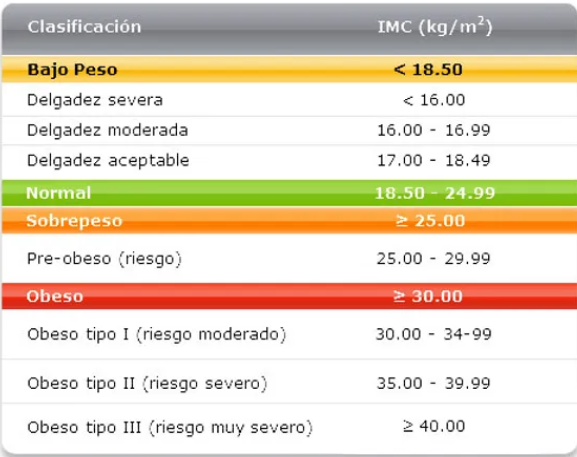 Clasificación IMC (kg/m²)
Bajo Peso < 18.50
Delgadez severa < 16.00
Delgadez moderada 16.00 - 16.99
Delgadez aceptable 17.00 - 18.49
Normal 18.50 - 24.99
Sobrepeso ≥ 25.00
Pre-obeso (riesgo) 25.00 - 29.99
Obeso ≥ 30.00
Obeso tipo I (riesgo moderado) 30.00 - 34-99
Obeso tipo II (riesgo severo) 35.00 - 39.99
Obeso tipo III (riesgo muy severo) ≥ 40.00